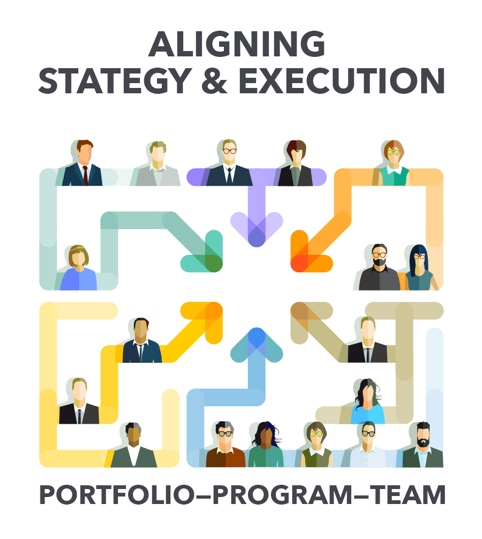 ALIGNING
STATEGY & EXECUTION
PORTFOLIO–PROGRAM–TEAM